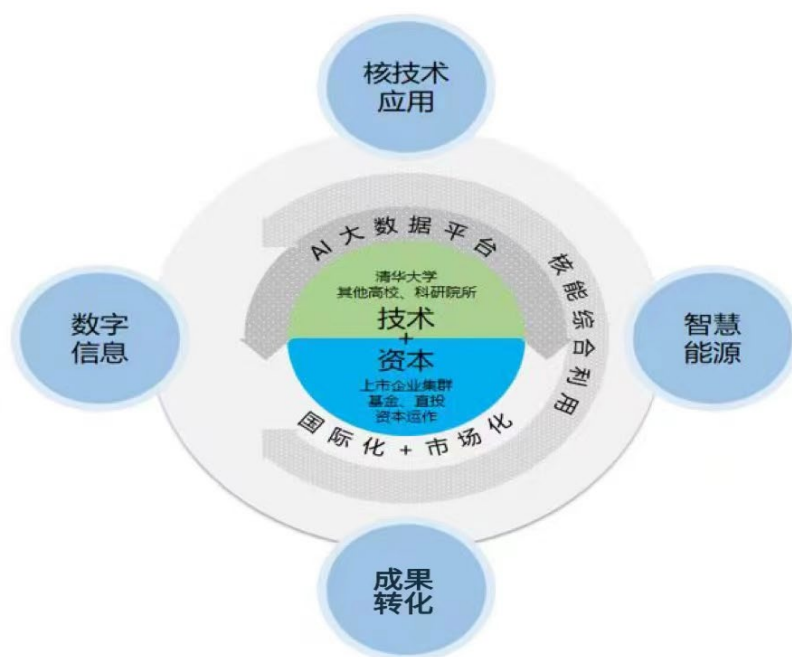 核技术
应用
AI大数据平台
核能综合利用
清华大学
其他高校、科研院所
技术
+
资本
上市企业集群
基金、直投
资本运作
国际化+市场化
数字
信息
智慧
能源
成果
转化